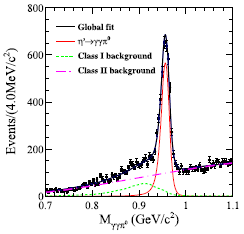 800
600
400
200
0
Events/(4.0MeV/c²)
Global fit
η'→γγπ⁰
Class I background
Class II background
0.7 0.8 0.9 1 1.1
M_γγπ⁰ (GeV/c²)